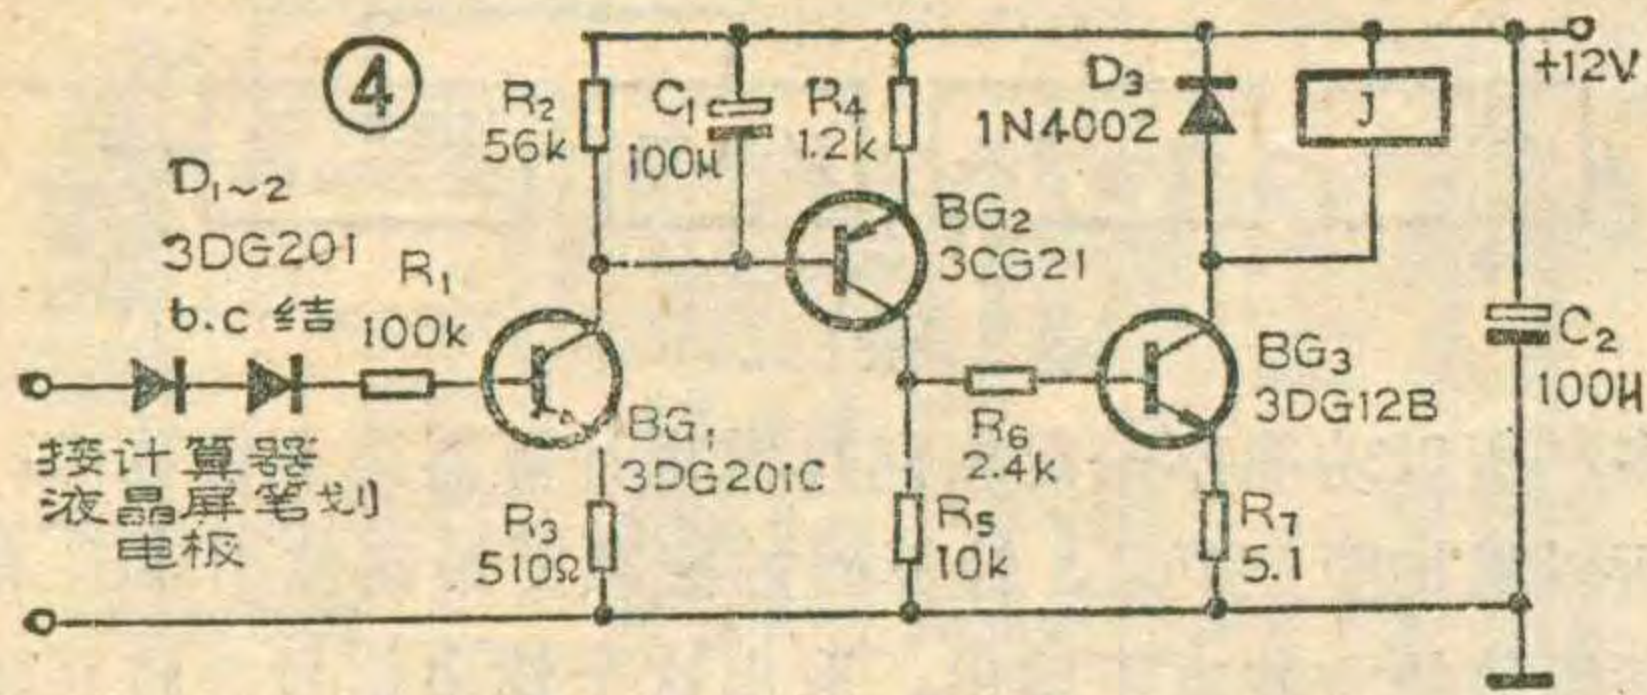 ④
D₁~₂
3DG201
b.c 结
R₁
100k
接计算器
液晶屏笔划
电极
R₂
56k
C₁
100μ
R₄
1.2k
BG₁
3DG201C
R₃
510Ω
BG₂
3CG21
R₆
2.4k
R₅
10k
D₃
1N4002
J
BG₃
3DG12B
R₇
5.1
+12V
C₂
100μ